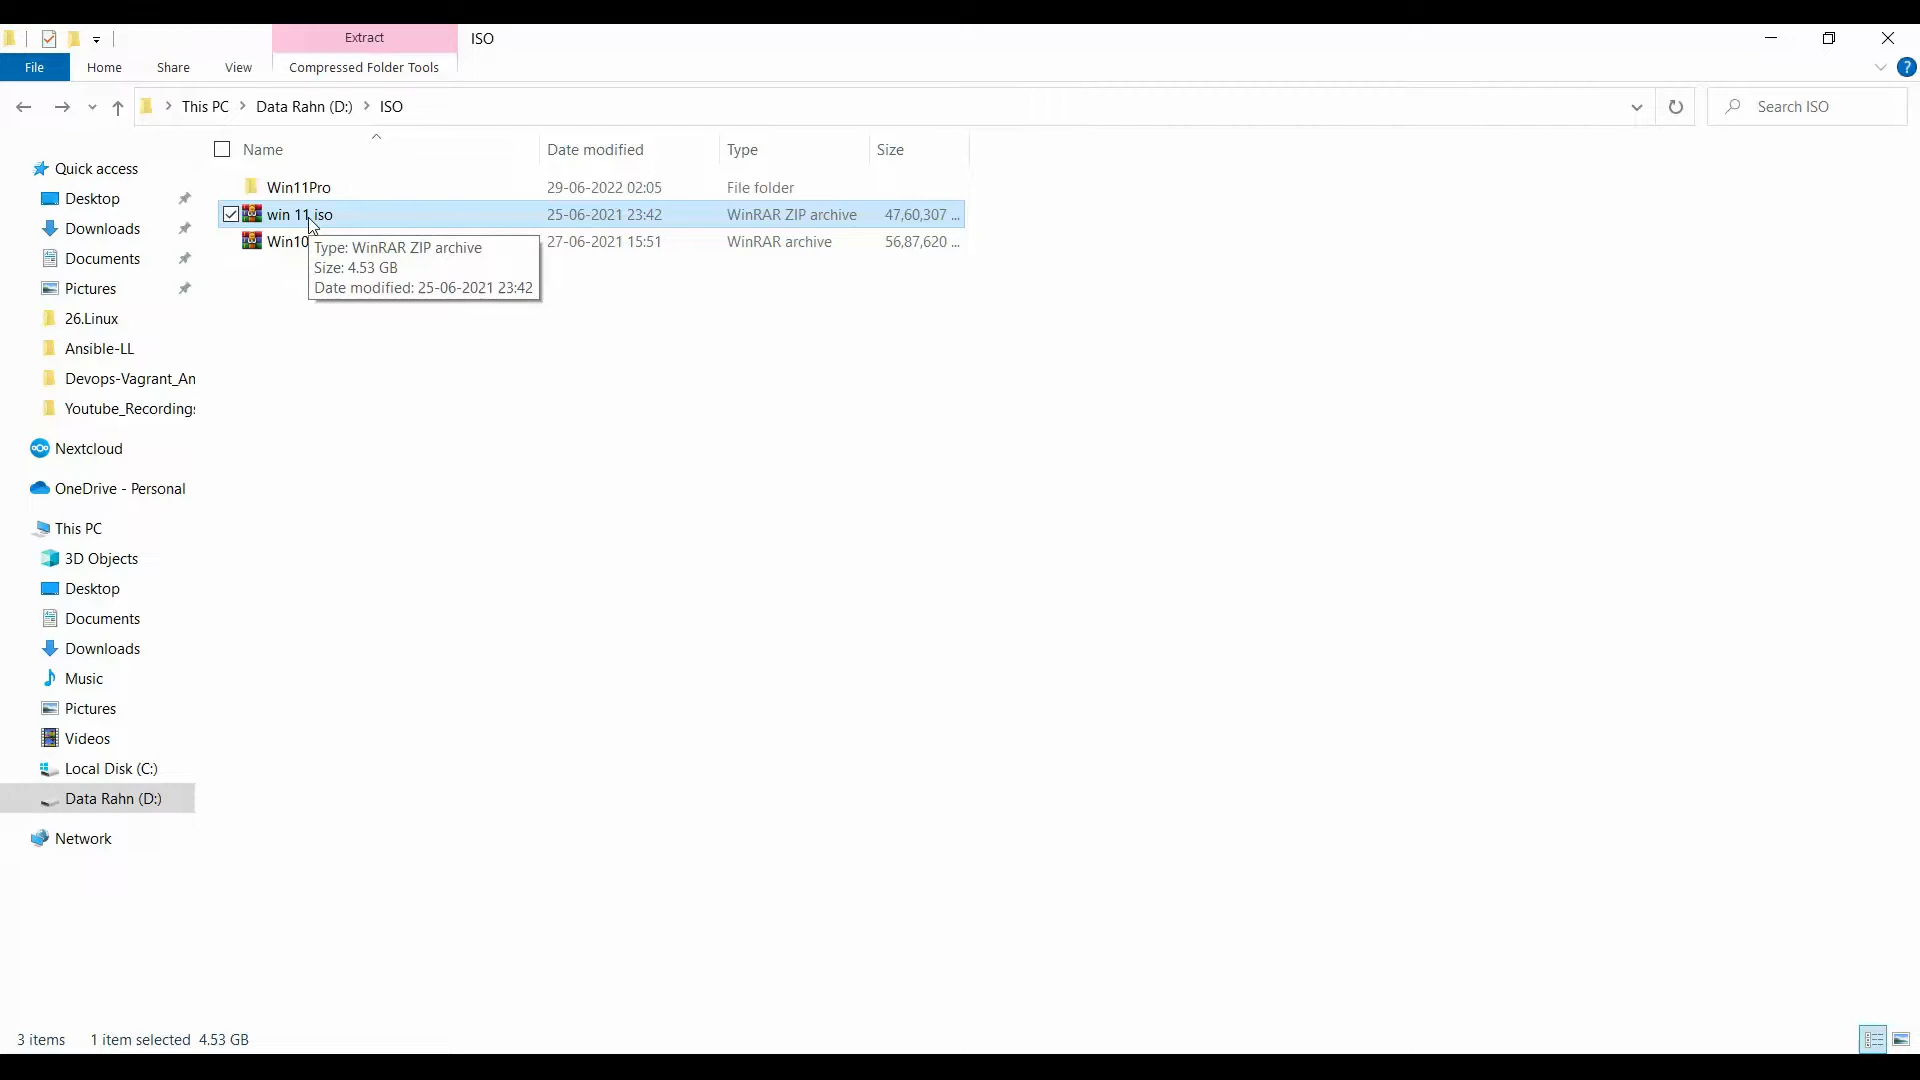 Extract
ISO
File
Home
Share
View
Compressed Folder Tools
This PC
Data Rahn (D:)
ISO
Search ISO
Name
Date modified
Type
Size
Win11Pro
29-06-2022 02:05
File folder
win 11 iso
25-06-2021 23:42
WinRAR ZIP archive
47,60,307 ...
Win10
27-06-2021 15:51
WinRAR archive
56,87,620 ...
Type: WinRAR ZIP archive
Size: 4.53 GB
Date modified: 25-06-2021 23:42
Quick access
Desktop
Downloads
Documents
Pictures
26.Linux
Ansible-LL
Devops-Vagrant_An
Youtube_Recordings
Nextcloud
OneDrive - Personal
This PC
3D Objects
Desktop
Documents
Downloads
Music
Pictures
Videos
Local Disk (C:)
Data Rahn (D:)
Network
3 items
1 item selected 4.53 GB